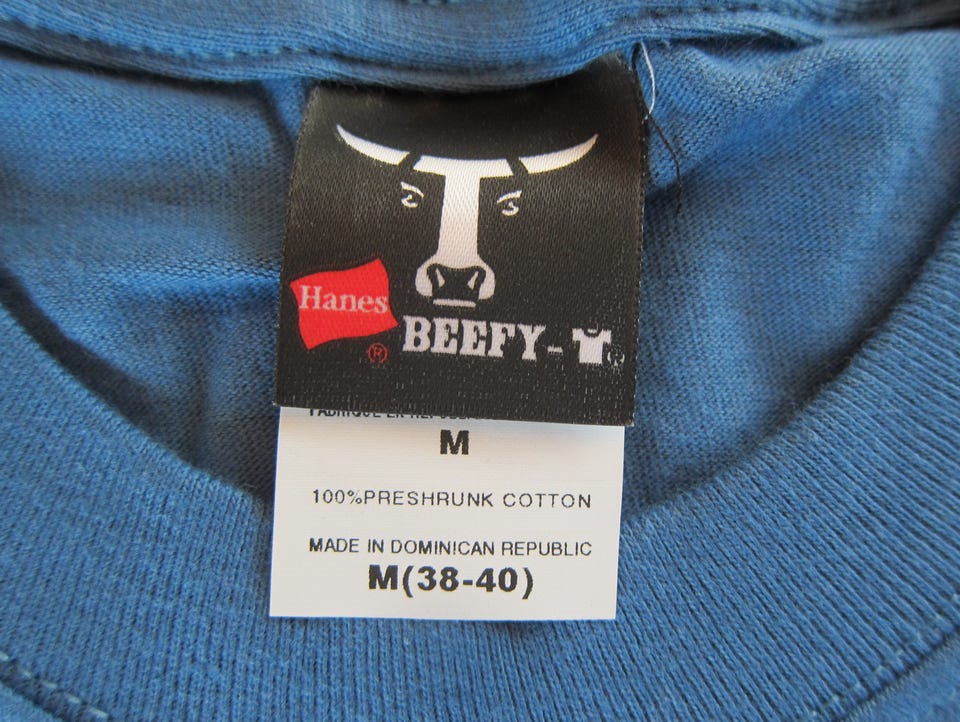 Hanes
®
BEEFY-
®
M
100%PRESHRUNK COTTON
MADE IN DOMINICAN REPUBLIC
M(38-40)